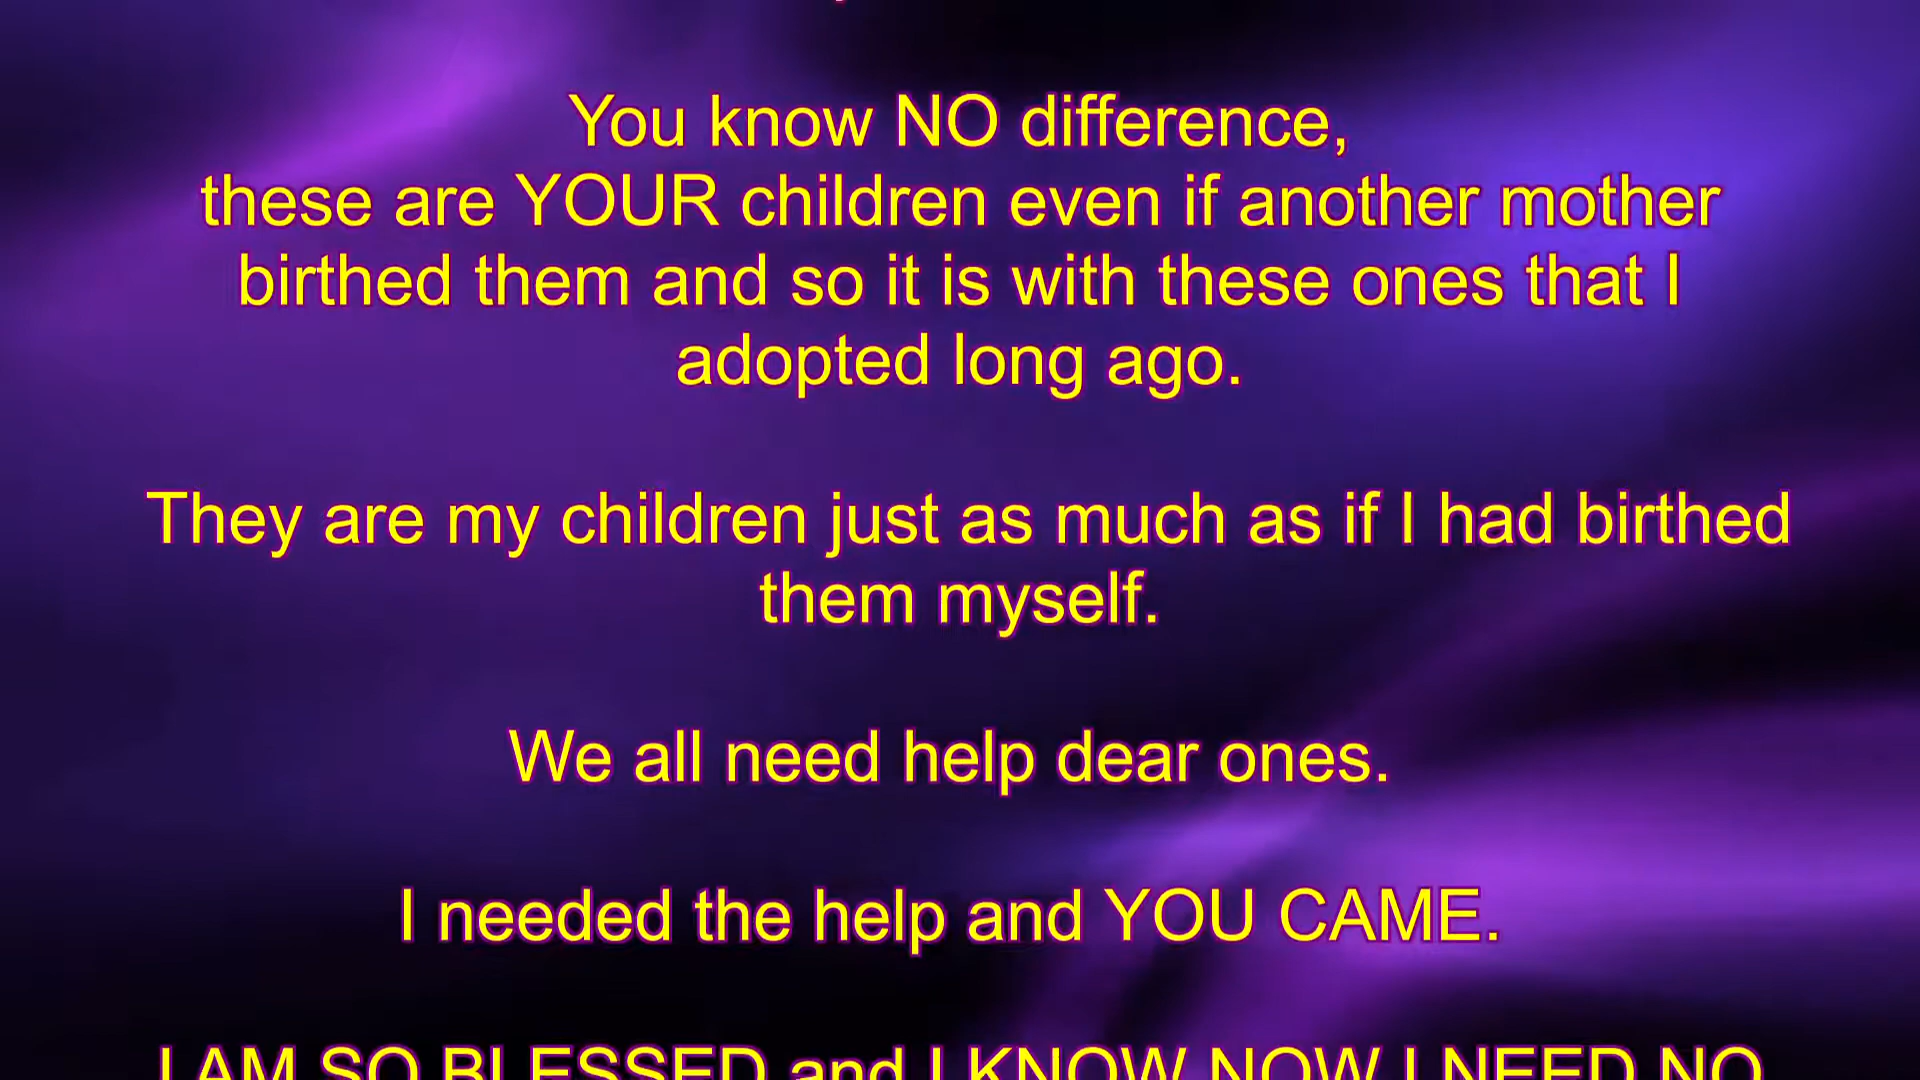 You know NO difference,
these are YOUR children even if another mother
birthed them and so it is with these ones that I
adopted long ago.
They are my children just as much as if I had birthed
them myself.
We all need help dear ones.
I needed the help and YOU CAME.
I AM SO BLESSED and I KNOW NOW I NEED NO